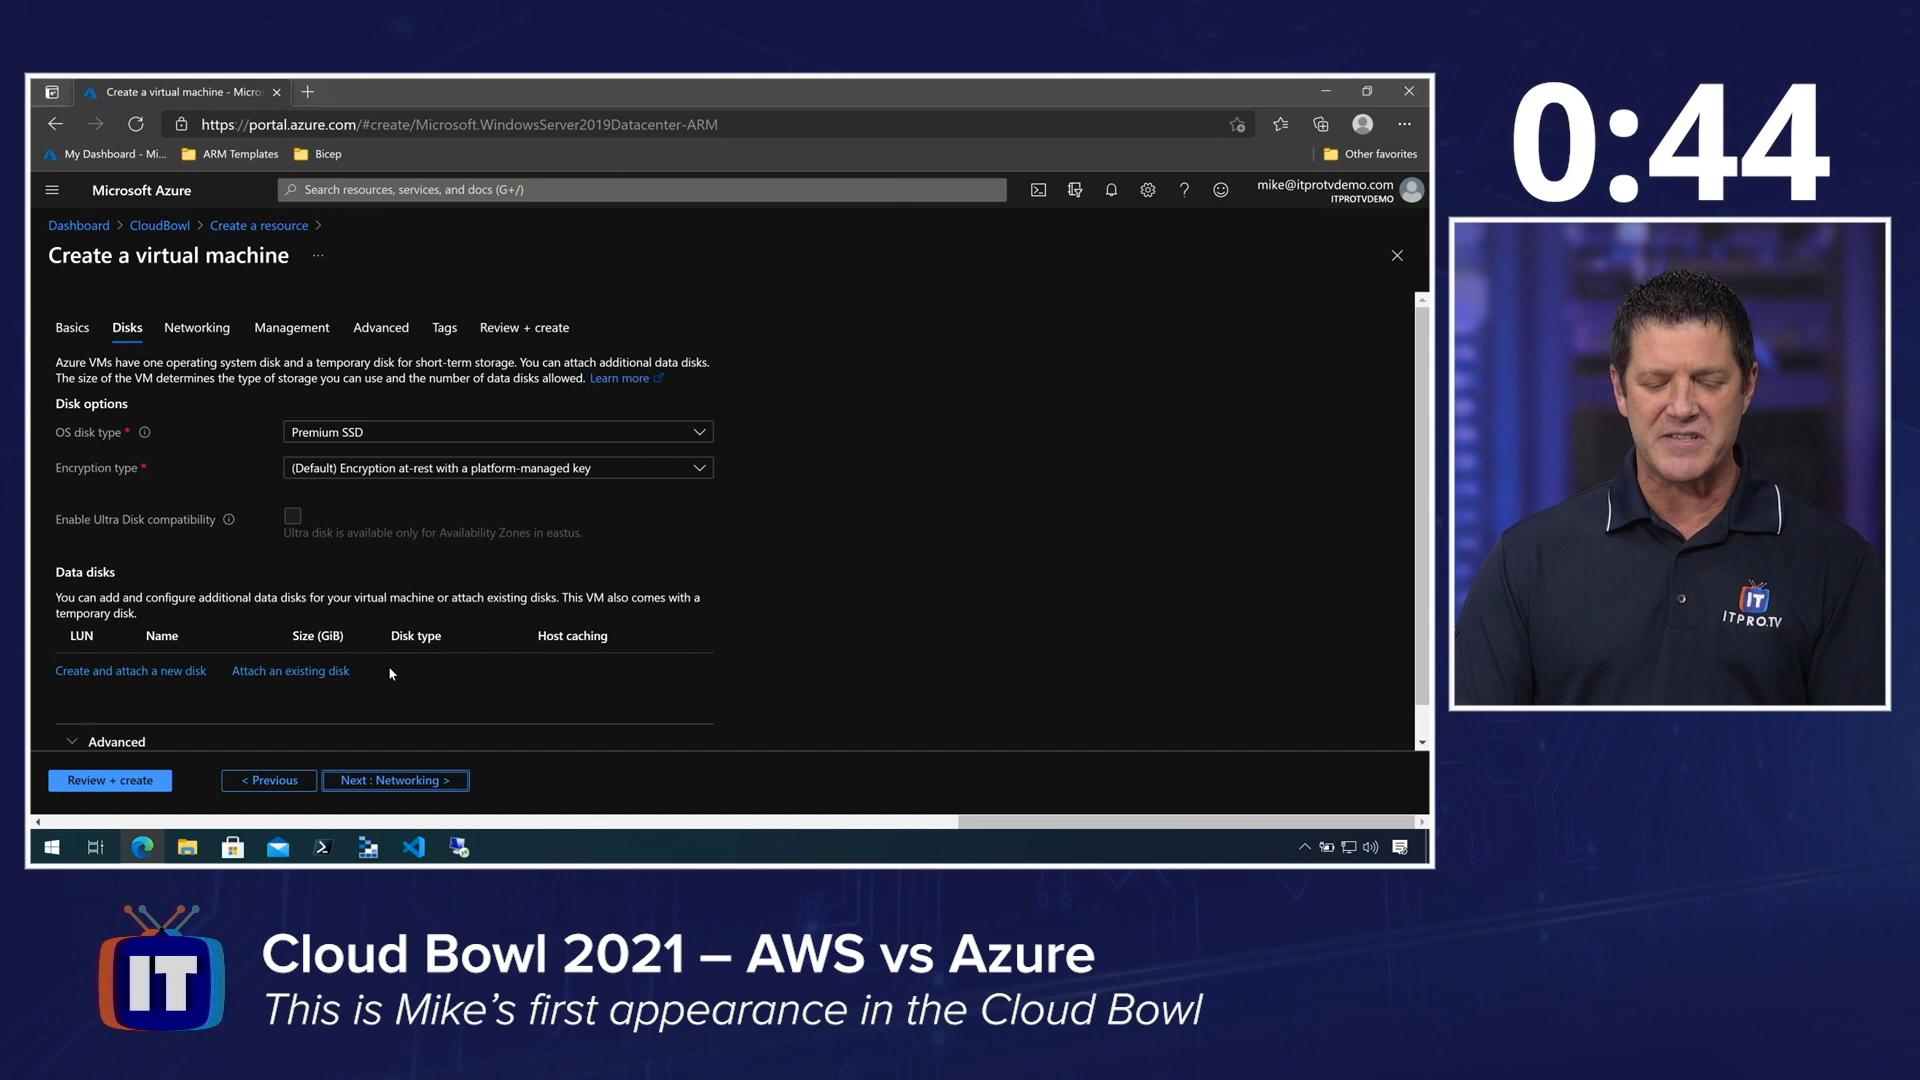 Create a virtual machine - Micro
https://portal.azure.com/#create/Microsoft.WindowsServer2019Datacenter-ARM
My Dashboard - Mi...
ARM Templates
Bicep
Other favorites
Microsoft Azure
Search resources, services, and docs (G+/)
mike@itprotvdemo.com
ITPROTVDEMO
Dashboard > CloudBowl > Create a resource >
Create a virtual machine ...
Basics Disks Networking Management Advanced Tags Review + create
Azure VMs have one operating system disk and a temporary disk for short-term storage. You can attach additional data disks.
The size of the VM determines the type of storage you can use and the number of data disks allowed. Learn more
Disk options
OS disk type *
Premium SSD
Encryption type *
(Default) Encryption at-rest with a platform-managed key
Enable Ultra Disk compatibility
Ultra disk is available only for Availability Zones in eastus.
Data disks
You can add and configure additional data disks for your virtual machine or attach existing disks. This VM also comes with a
temporary disk.
LUN Name Size (GiB) Disk type Host caching
Create and attach a new disk Attach an existing disk
Advanced
Review + create
< Previous
Next : Networking >
0:44
IT
ITPRO.TV
IT
Cloud Bowl 2021 – AWS vs Azure
This is Mike's first appearance in the Cloud Bowl